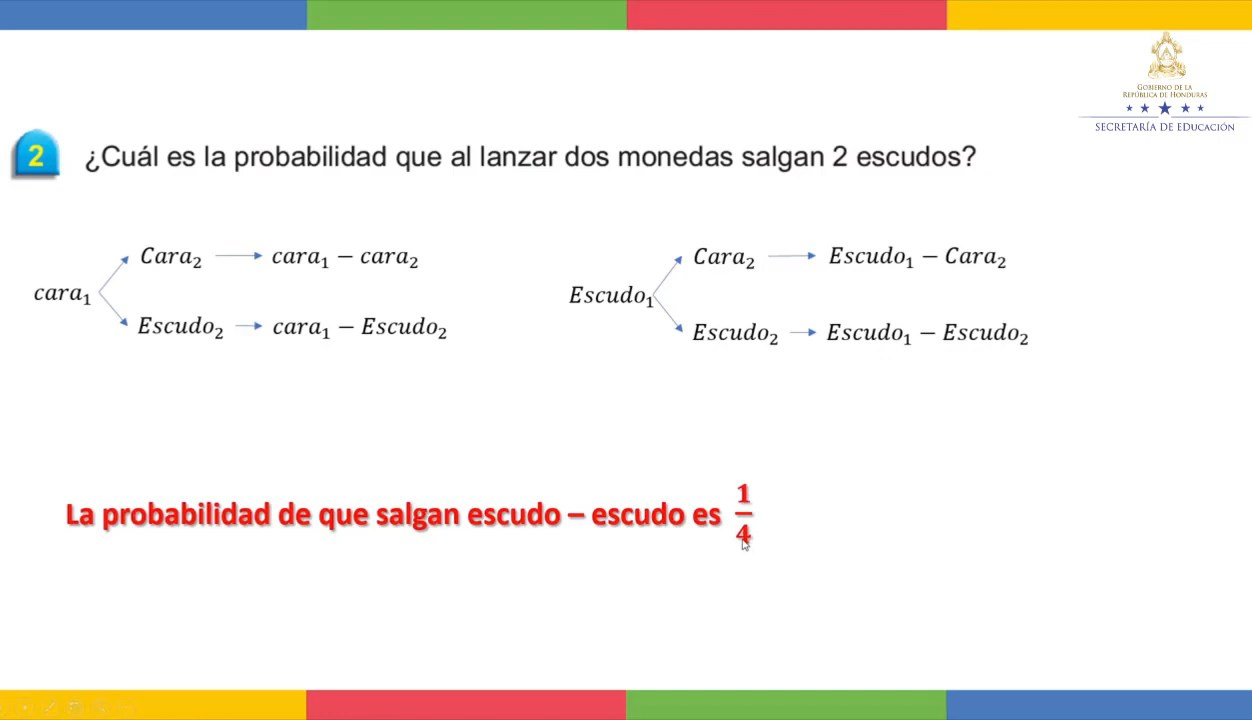 GOBIERNO DE LA
REPÚBLICA DE HONDURAS
SECRETARÍA DE EDUCACIÓN
2 ¿Cuál es la probabilidad que al lanzar dos monedas salgan 2 escudos?
cara₁
Cara₂ → cara₁ − cara₂
Escudo₂ → cara₁ − Escudo₂
Escudo₁
Cara₂ → Escudo₁ − Cara₂
Escudo₂ → Escudo₁ − Escudo₂
La probabilidad de que salgan escudo – escudo es 1/4